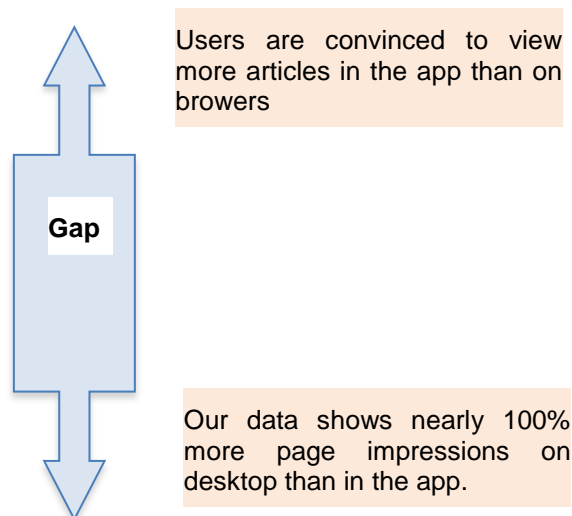 Users are convinced to view
more articles in the app than on
browers
Gap
Our data shows nearly 100%
more page impressions on
desktop than in the app.